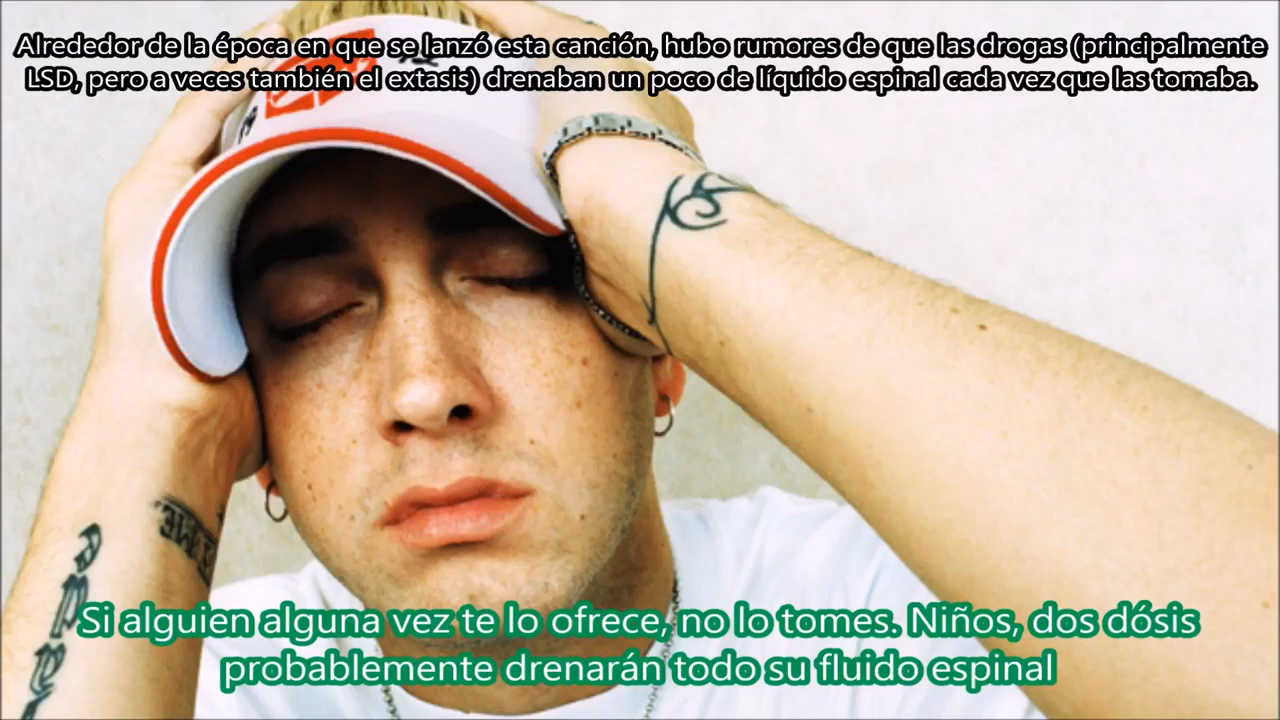 Alrededor de la época en que se lanzó esta canción, hubo rumores de que las drogas (principalmente
LSD, pero a veces también el extasis) drenaban un poco de líquido espinal cada vez que las tomaba.
Si alguien alguna vez te lo ofrece, no lo tomes. Niños, dos dósis
probablemente drenarán todo su fluido espinal